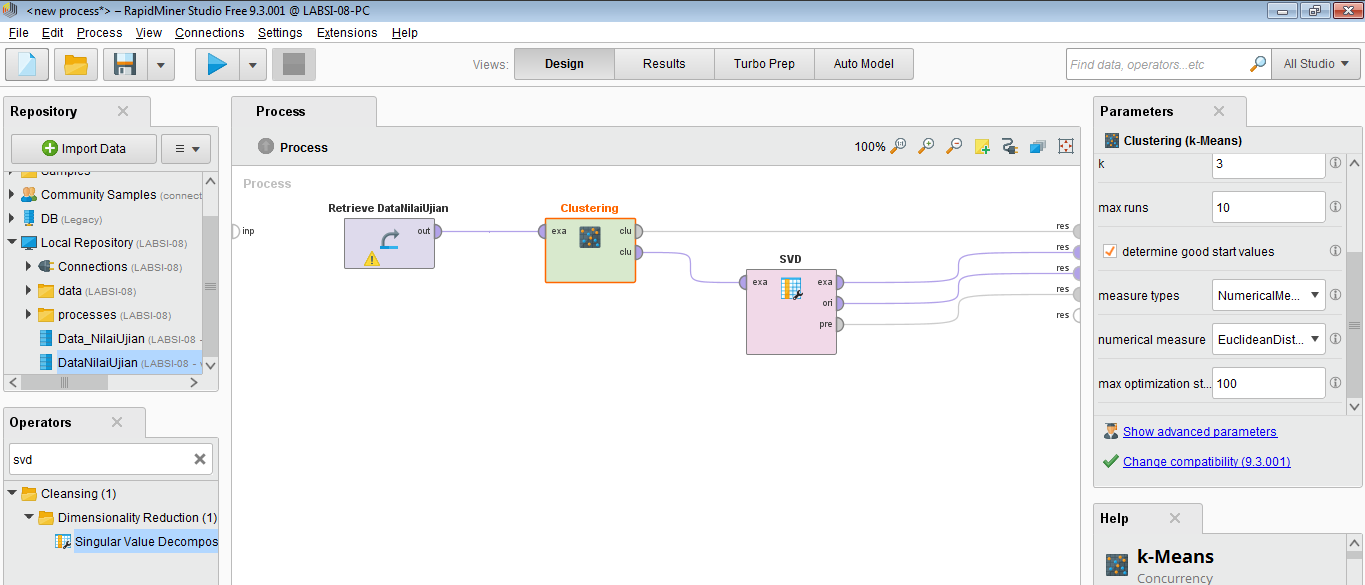 <new process*> – RapidMiner Studio Free 9.3.001 @ LABSI-08-PC
File Edit Process View Connections Settings Extensions Help
Views: Design Results Turbo Prep Auto Model
Find data, operators...etc
All Studio
Repository
Import Data
Samples
Community Samples (connect
DB (Legacy)
Local Repository (LABSI-08)
Connections (LABSI-08)
data (LABSI-08)
processes (LABSI-08)
Data_NilaiUjian (LABSI-08 -
DataNilaiUjian (LABSI-08 -
Operators
svd
Cleansing (1)
Dimensionality Reduction (1)
Singular Value Decompos
Process
Process
100%
Process
inp
Retrieve DataNilaiUjian
out
Clustering
exa clu
clu
SVD
exa exa
ori
pre
res
res
res
res
res
Parameters
Clustering (k-Means)
k 3
max runs 10
determine good start values
measure types NumericalMe...
numerical measure EuclideanDist...
max optimization st... 100
Show advanced parameters
Change compatibility (9.3.001)
Help
k-Means
Concurrency